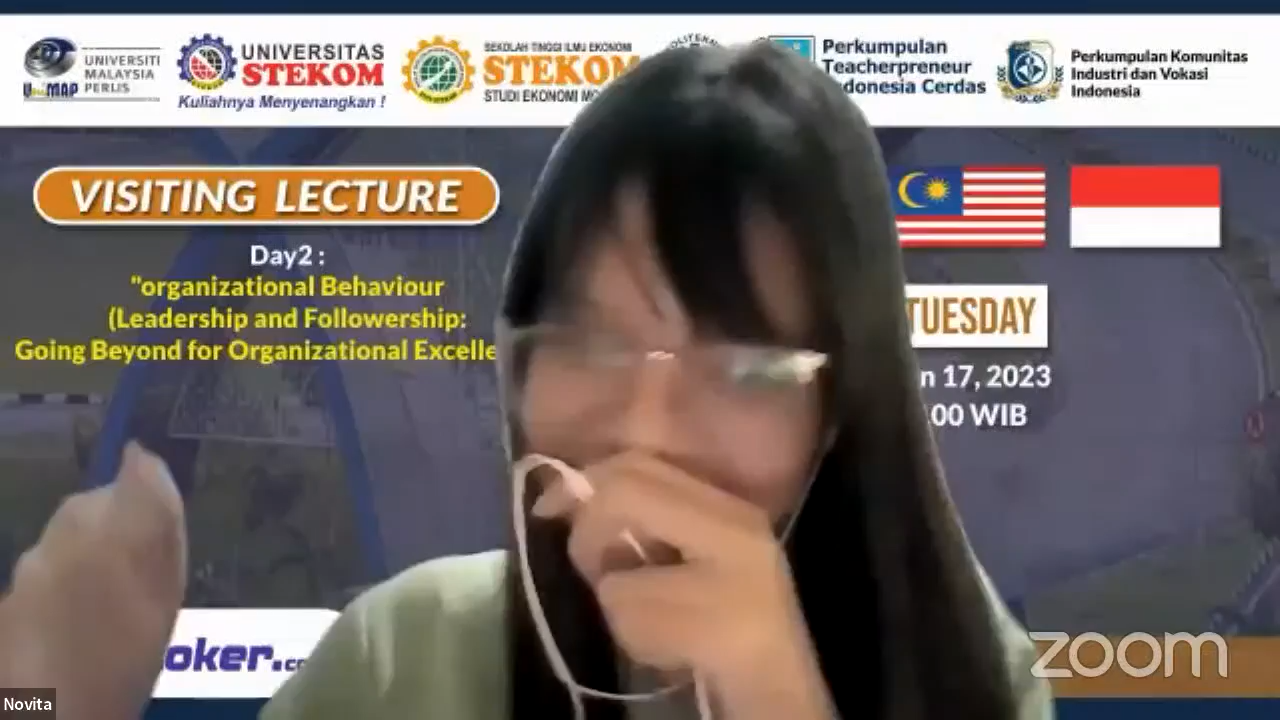 UNIVERSITI
MALAYSIA
PERLIS
UniMAP
UNIVERSITAS
STEKOM
Kuliahnya Menyenangkan !
SEKOLAH TINGGI ILMU EKONOMI
STEKOM
STUDI EKONOMI
Perkumpulan
Teacherpreneur
donesia Cerdas
Perkumpulan Komunitas
Industri dan Vokasi
Indonesia
VISITING LECTURE
Day2 :
"organizational Behaviour
(Leadership and Followership:
Going Beyond for Organizational Excelle
TUESDAY
n 17, 2023
.00 WIB
oker.c
zoom
Novita